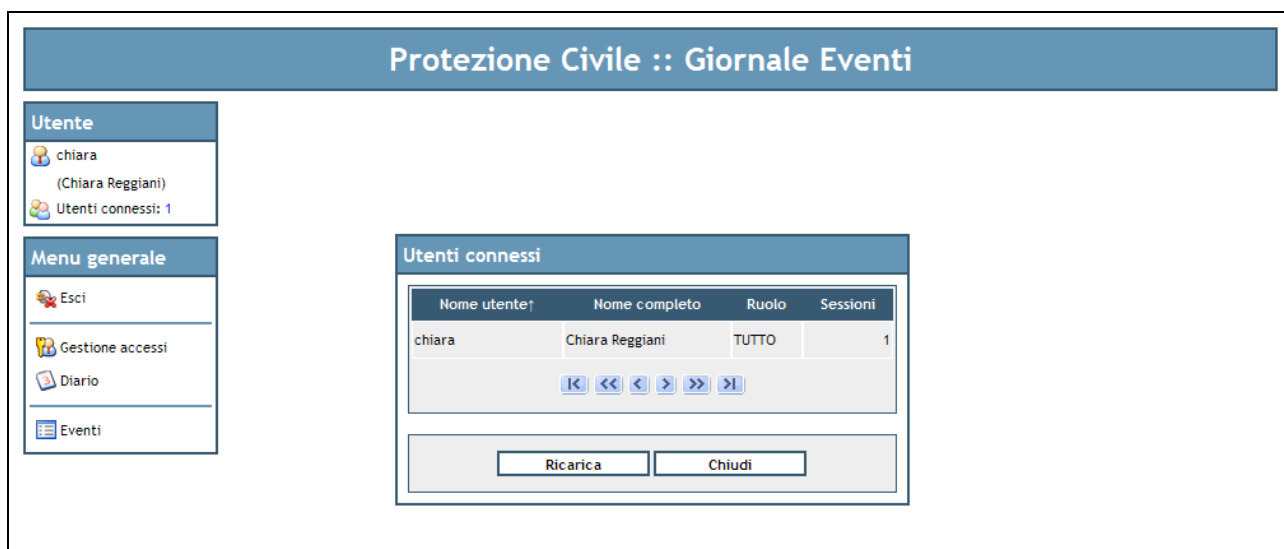 Protezione Civile :: Giornale Eventi
Utente
chiara
(Chiara Reggiani)
Utenti connessi: 1
Menu generale
Esci
Gestione accessi
Diario
Eventi
Utenti connessi
Nome utente↑ Nome completo Ruolo Sessioni
chiara Chiara Reggiani TUTTO 1
Ricarica Chiudi